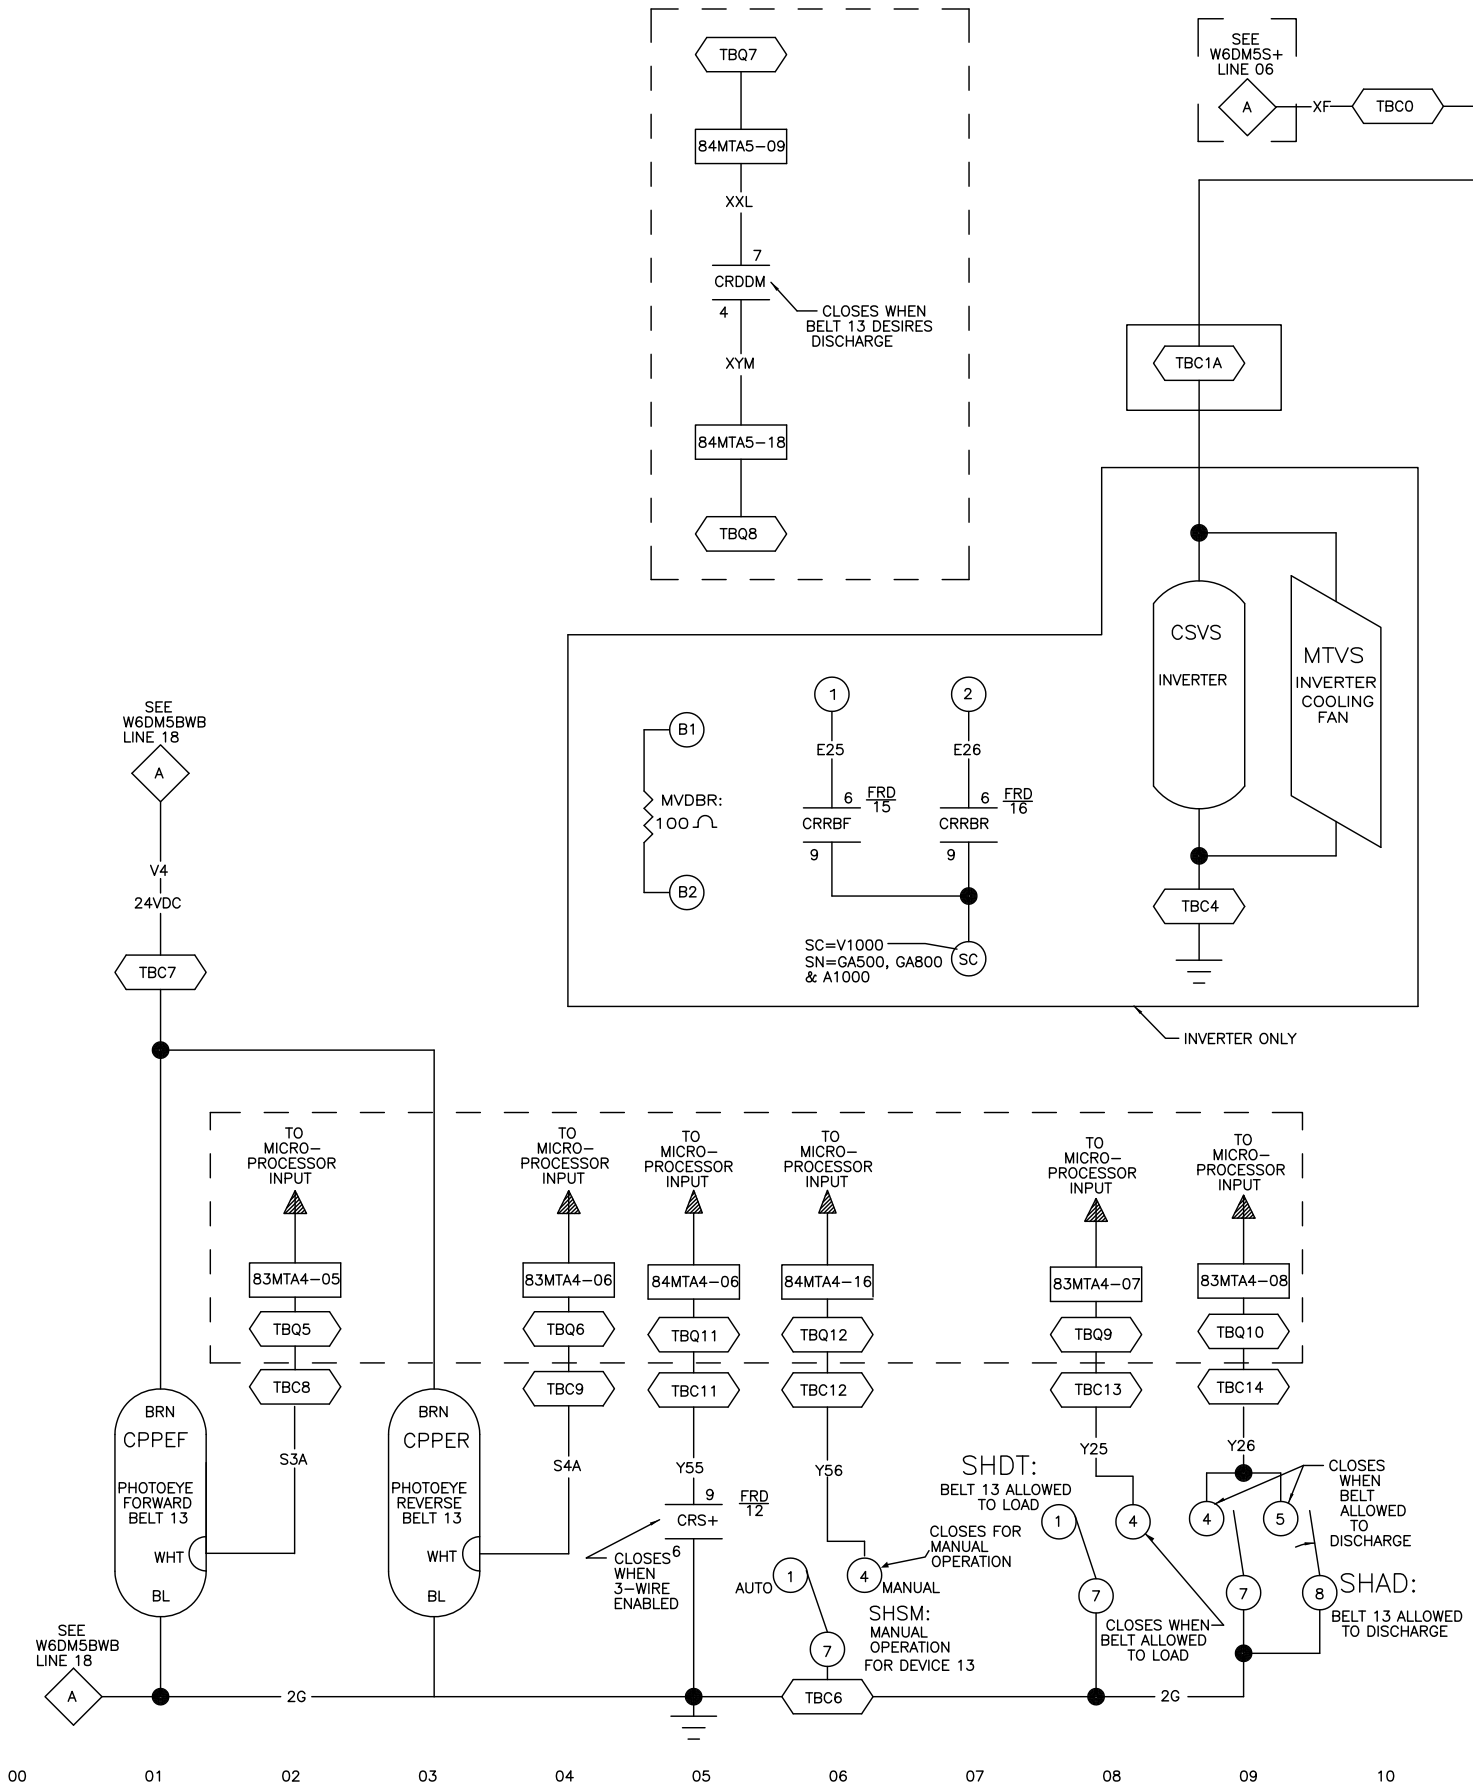 TBQ7
84MTA5-09
XXL
7
CRDDM
4
CLOSES WHEN
BELT 13 DESIRES
DISCHARGE
XYM
84MTA5-18
TBQ8
SEE
W6DM5S+
LINE 06
A
XF
TBC0
TBC1A
CSVS
INVERTER
MTVS
INVERTER
COOLING
FAN
TBC4
B1
MVDBR:
100
B2
1
E25
6
FRD
15
CRRBF
9
2
E26
6
FRD
16
CRRBR
9
SC=V1000
SN=GA500, GA800
& A1000
SC
INVERTER ONLY
SEE
W6DM5BWB
LINE 18
A
V4
24VDC
TBC7
TO
MICRO-
PROCESSOR
INPUT
83MTA4-05
TBQ5
TBC8
S3A
TO
MICRO-
PROCESSOR
INPUT
83MTA4-06
TBQ6
TBC9
S4A
TO
MICRO-
PROCESSOR
INPUT
84MTA4-06
TBQ11
TBC11
Y55
9
FRD
12
CRS+
6
CLOSES
WHEN
3-WIRE
ENABLED
TO
MICRO-
PROCESSOR
INPUT
84MTA4-16
TBQ12
TBC12
Y56
CLOSES FOR
MANUAL
OPERATION
AUTO
1
4
MANUAL
SHSM:
MANUAL
OPERATION
FOR DEVICE 13
7
TBC6
TO
MICRO-
PROCESSOR
INPUT
83MTA4-07
TBQ9
TBC13
Y25
SHDT:
BELT 13 ALLOWED
TO LOAD
1
4
7
CLOSES WHEN
BELT ALLOWED
TO LOAD
TO
MICRO-
PROCESSOR
INPUT
83MTA4-08
TBQ10
TBC14
Y26
CLOSES
WHEN
BELT
ALLOWED
TO
DISCHARGE
4
5
7
8
SHAD:
BELT 13 ALLOWED
TO DISCHARGE
BRN
CPPEF
PHOTOEYE
FORWARD
BELT 13
WHT
BL
BRN
CPPER
PHOTOEYE
REVERSE
BELT 13
WHT
BL
SEE
W6DM5BWB
LINE 18
A
2G
2G
00 01 02 03 04 05 06 07 08 09 10